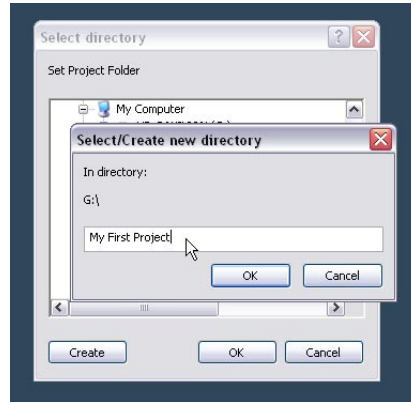 Select directory
Set Project Folder
My Computer
Select/Create new directory
In directory:
G:\
My First Project
OK Cancel
Create OK Cancel